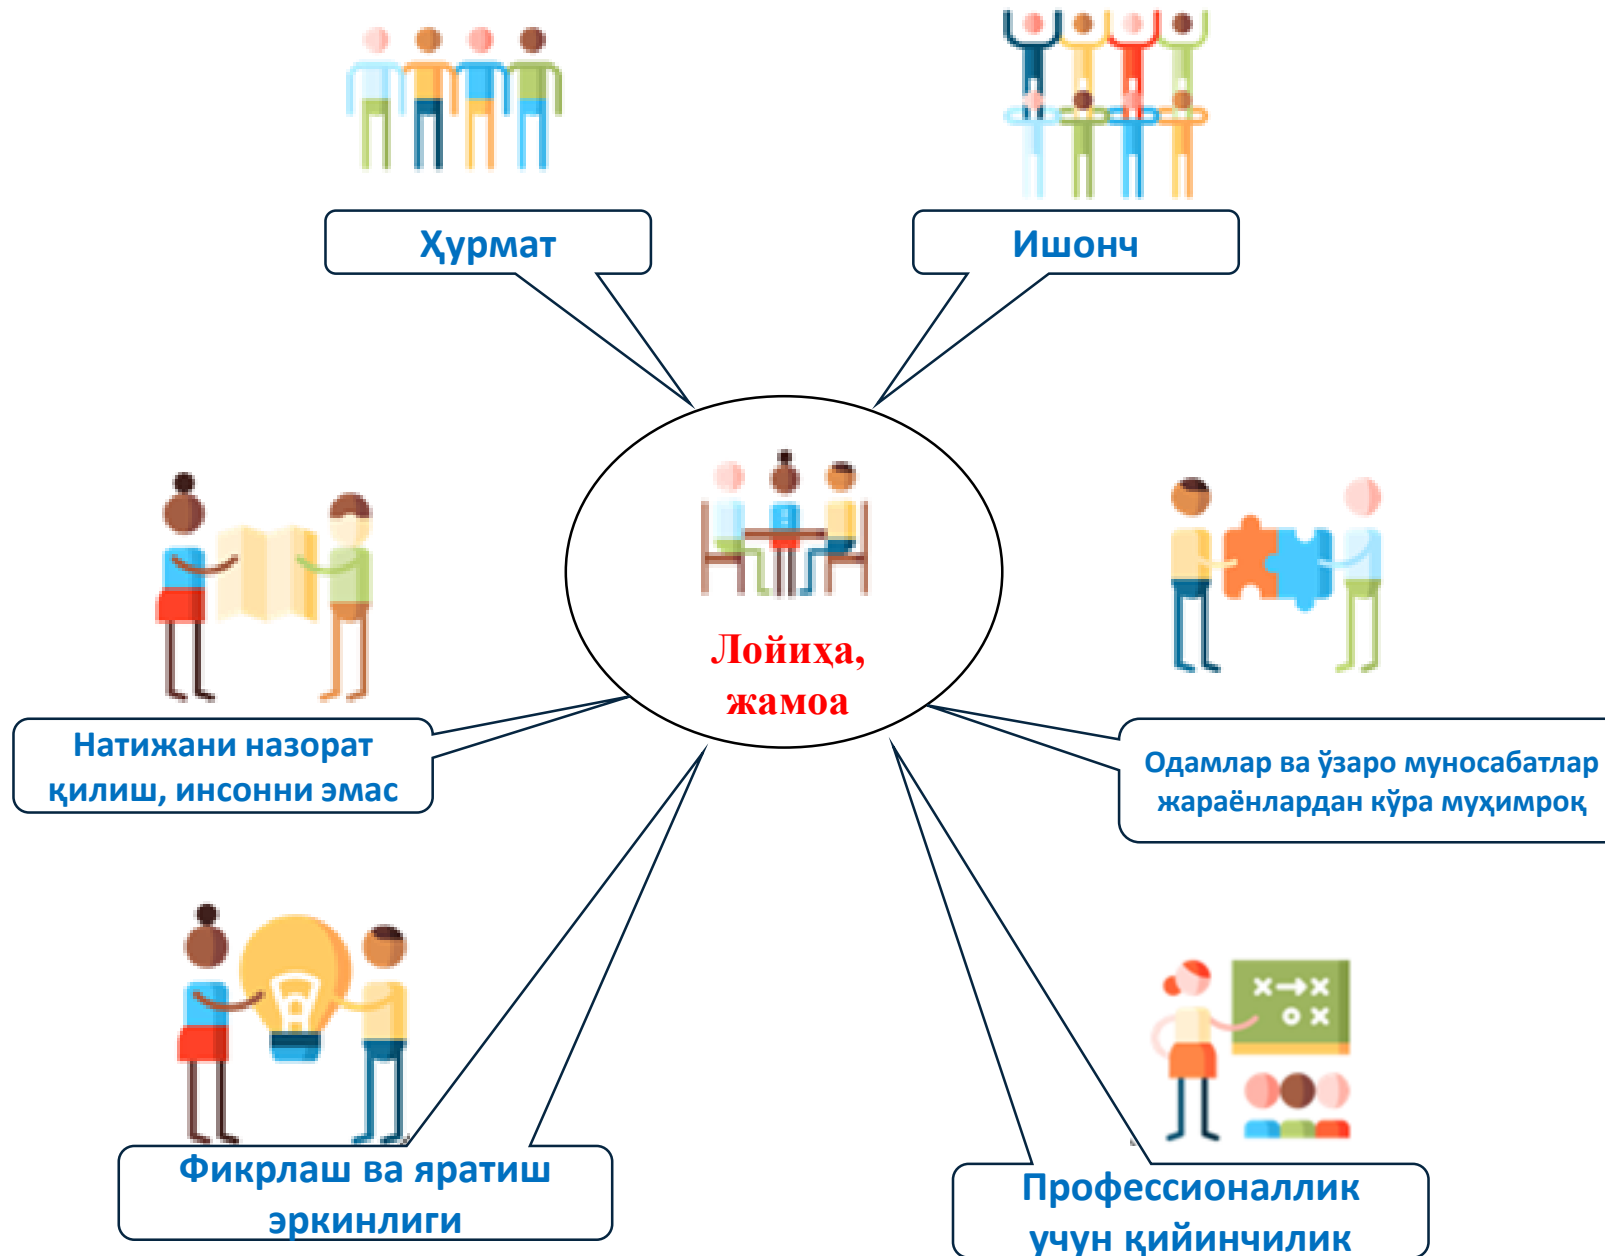 Ҳурмат
Ишонч
Лойиҳа,
жамоа
Натижани назорат
қилиш, инсонни эмас
Одамлар ва ўзаро муносабатлар
жараёнлардан кўра муҳимроқ
Фикрлаш ва яратиш
эркинлиги
Профессионаллик
учун қийинчилик